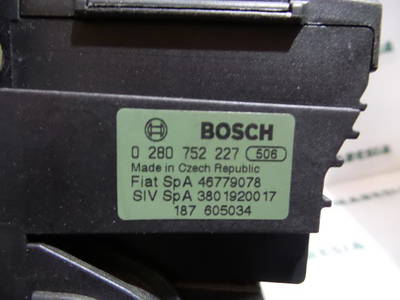 BOSCH
0 280 752 227 506
Made in Czech Republic
Fiat SpA 46779078
SIV SpA 3801920017
187 605034